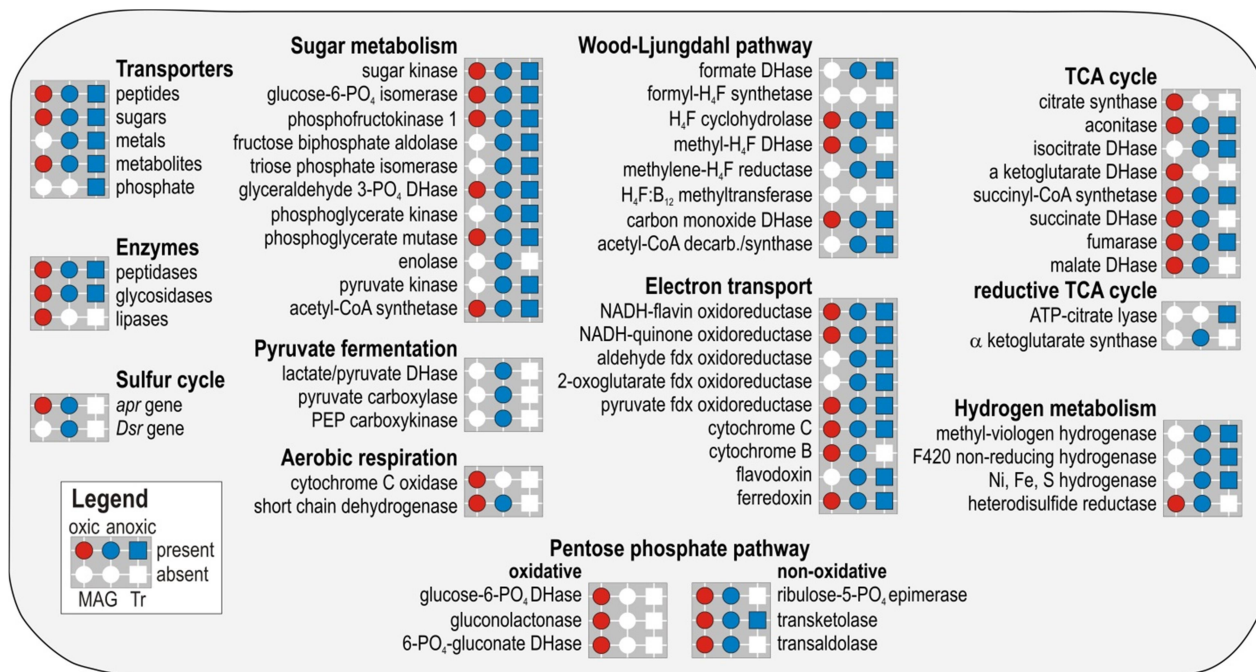 Transporters
peptides
sugars
metals
metabolites
phosphate
Enzymes
peptidases
glycosidases
lipases
Sulfur cycle
apr gene
Dsr gene
Legend
oxic anoxic
present
absent
MAG Tr
Sugar metabolism
sugar kinase
glucose-6-PO₄ isomerase
phosphofructokinase 1
fructose biphosphate aldolase
triose phosphate isomerase
glyceraldehyde 3-PO₄ DHase
phosphoglycerate kinase
phosphoglycerate mutase
enolase
pyruvate kinase
acetyl-CoA synthetase
Pyruvate fermentation
lactate/pyruvate DHase
pyruvate carboxylase
PEP carboxykinase
Aerobic respiration
cytochrome C oxidase
short chain dehydrogenase
Wood-Ljungdahl pathway
formate DHase
formyl-H₄F synthetase
H₄F cyclohydrolase
methyl-H₄F DHase
methylene-H₄F reductase
H₄F:B₁₂ methyltransferase
carbon monoxide DHase
acetyl-CoA decarb./synthase
Electron transport
NADH-flavin oxidoreductase
NADH-quinone oxidoreductase
aldehyde fdx oxidoreductase
2-oxoglutarate fdx oxidoreductase
pyruvate fdx oxidoreductase
cytochrome C
cytochrome B
flavodoxin
ferredoxin
TCA cycle
citrate synthase
aconitase
isocitrate DHase
a ketoglutarate DHase
succinyl-CoA synthetase
succinate DHase
fumarase
malate DHase
reductive TCA cycle
ATP-citrate lyase
α ketoglutarate synthase
Hydrogen metabolism
methyl-viologen hydrogenase
F420 non-reducing hydrogenase
Ni, Fe, S hydrogenase
heterodisulfide reductase
Pentose phosphate pathway
oxidative
glucose-6-PO₄ DHase
gluconolactonase
6-PO₄-gluconate DHase
non-oxidative
ribulose-5-PO₄ epimerase
transketolase
transaldolase